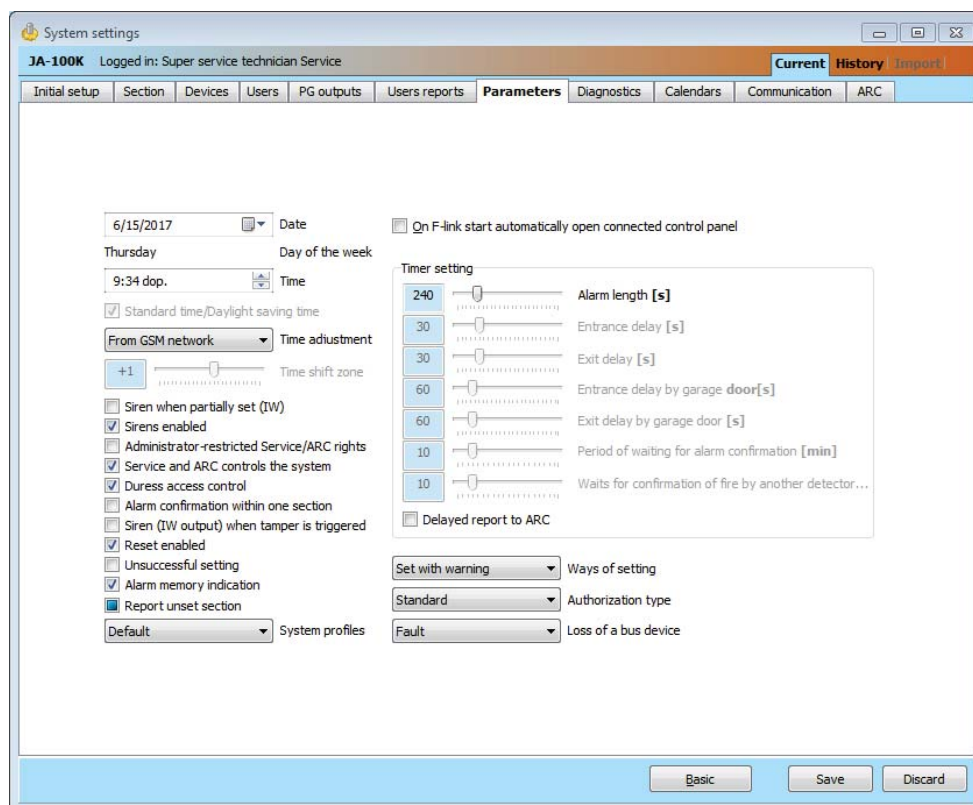 System settings
JA-100K Logged in: Super service technician Service
Current History Import
Initial setup Section Devices Users PG outputs Users reports Parameters Diagnostics Calendars Communication ARC
6/15/2017 Date
On F-link start automatically open connected control panel
Thursday Day of the week
9:34 dop. Time
Standard time/Daylight saving time
From GSM network Time adjustment
+1 Time shift zone
Siren when partially set (IW)
Sirens enabled
Administrator-restricted Service/ARC rights
Service and ARC controls the system
Duress access control
Alarm confirmation within one section
Siren (IW output) when tamper is triggered
Reset enabled
Unsuccessful setting
Alarm memory indication
Report unset section
Default System profiles
Timer setting
240 Alarm length [s]
30 Entrance delay [s]
30 Exit delay [s]
60 Entrance delay by garage door[s]
60 Exit delay by garage door [s]
10 Period of waiting for alarm confirmation [min]
10 Waits for confirmation of fire by another detector...
Delayed report to ARC
Set with warning Ways of setting
Standard Authorization type
Fault Loss of a bus device
Basic Save Discard